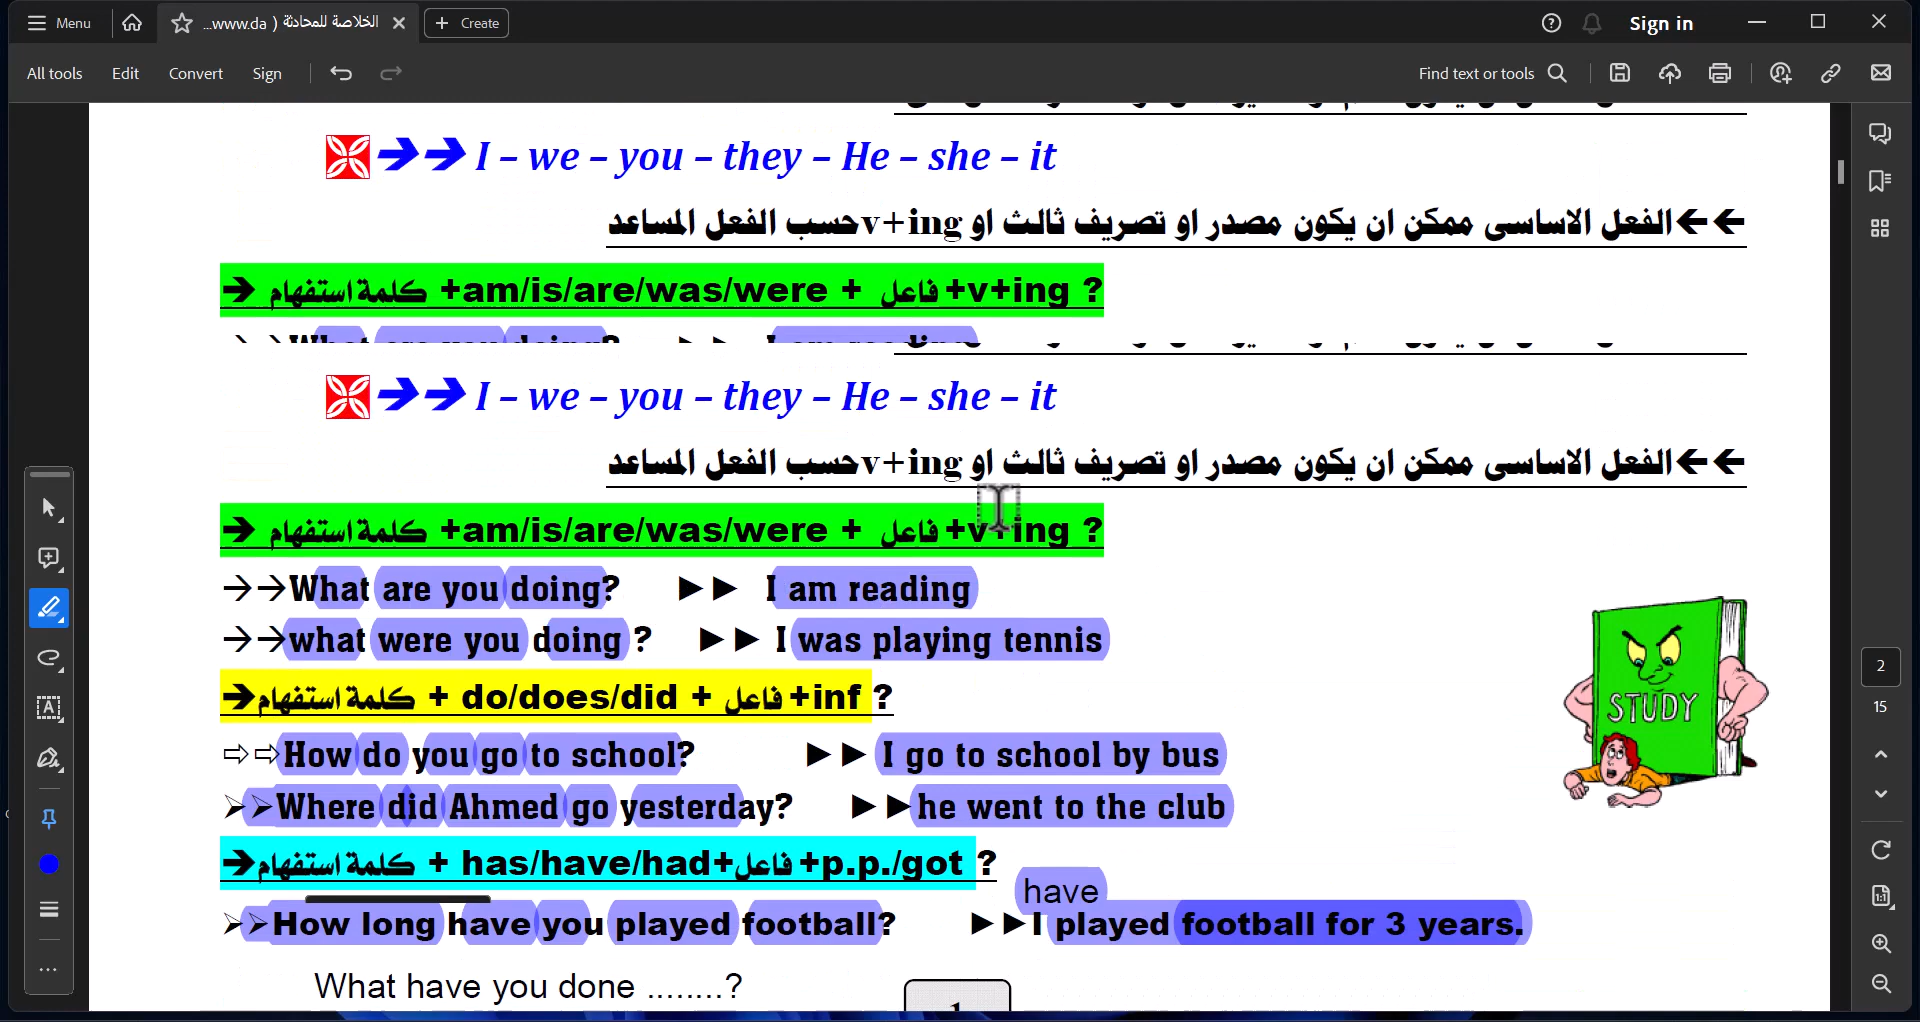 Menu
الخلاصة للمحادثة ( www.da...
Create
Sign in
All tools Edit Convert Sign
Find text or tools
I – we – you – they – He – she – it
الفعل الاساسى ممكن ان يكون مصدر او تصريف ثالث او v+ing حسب الفعل المساعد
➔ كلمة استفهام +am/is/are/was/were + فاعل +v+ing ?
I – we – you – they – He – she – it
الفعل الاساسى ممكن ان يكون مصدر او تصريف ثالث او v+ing حسب الفعل المساعد
➔ كلمة استفهام +am/is/are/was/were + فاعل +v+ing ?
→→What are you doing? ►► I am reading
→→what were you doing ? ►► I was playing tennis
➔كلمة استفهام + do/does/did + فاعل +inf ?
⇨⇨How do you go to school? ►► I go to school by bus
➢➢Where did Ahmed go yesterday? ►►he went to the club
➔كلمة استفهام + has/have/had+فاعل +p.p./got ?
have
➢➢How long have you played football? ►►I played football for 3 years.
What have you done ........?
STUDY
2
15